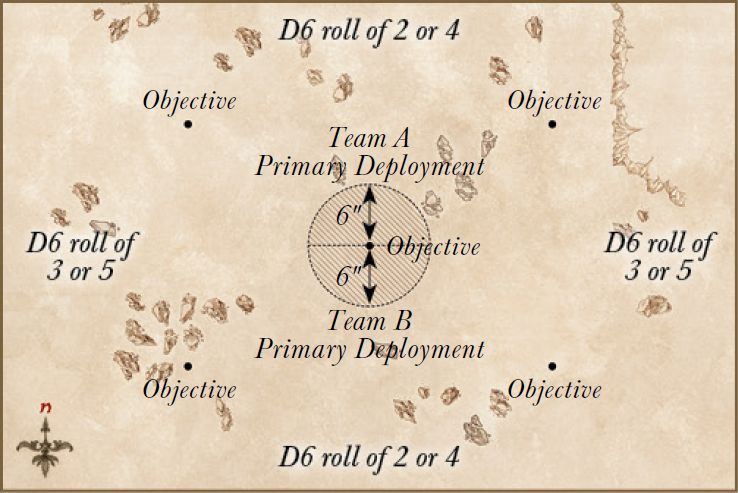 D6 roll of 2 or 4
Objective
Objective
Team A
Primary Deployment
6"
D6 roll of
3 or 5
Objective
D6 roll of
3 or 5
6"
Team B
Primary Deployment
Objective
Objective
n
D6 roll of 2 or 4